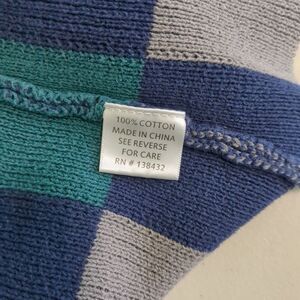 100% COTTON
MADE IN CHINA
SEE REVERSE
FOR CARE
RN # 138432